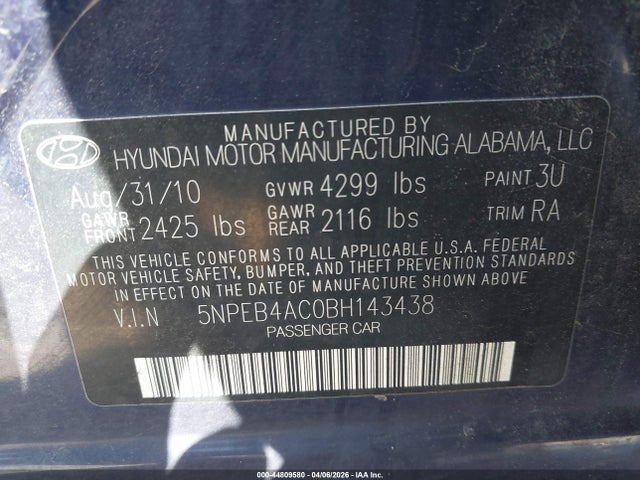 MANUFACTURED BY
HYUNDAI MOTOR MANUFACTURING ALABAMA, LLC
Aug/31/10 GVWR 4299 lbs PAINT 3U
GAWR FRONT 2425 lbs GAWR REAR 2116 lbs TRIM RA
THIS VEHICLE CONFORMS TO ALL APPLICABLE U.S.A. FEDERAL
MOTOR VEHICLE SAFETY, BUMPER, AND THEFT PREVENTION
STANDARDS IN EFFECT ON THE DATE OF MANUFACTURE SHOWN ABOVE.
V.I.N 5NPEB4AC0BH143438
PASSENGER CAR
000-44809580 - 04/06/2026 - IAA Inc.